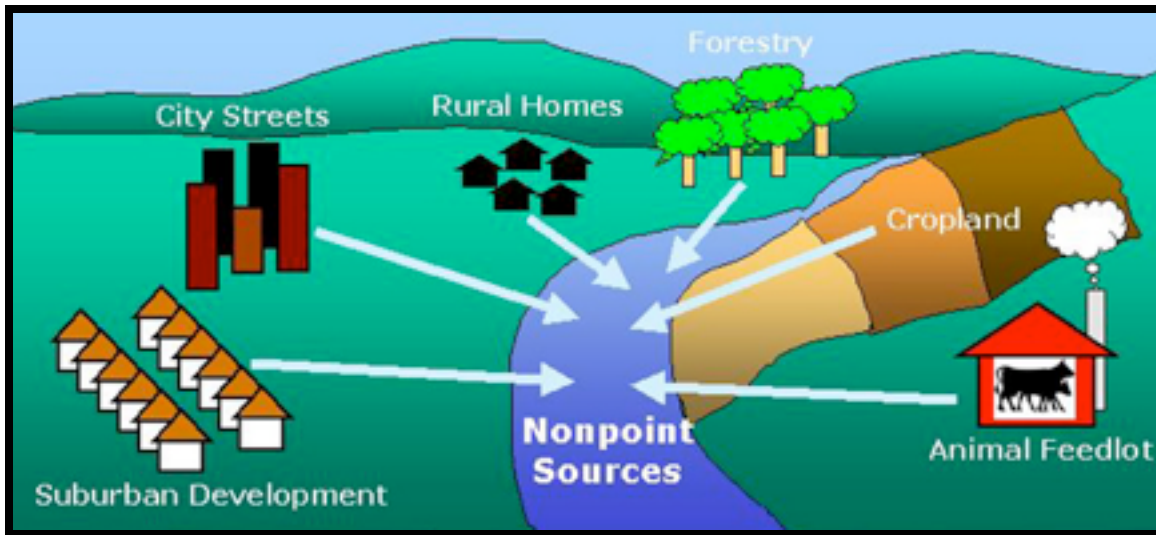 Forestry
Rural Homes
City Streets
Cropland
Nonpoint
Sources
Animal Feedlot
Suburban Development